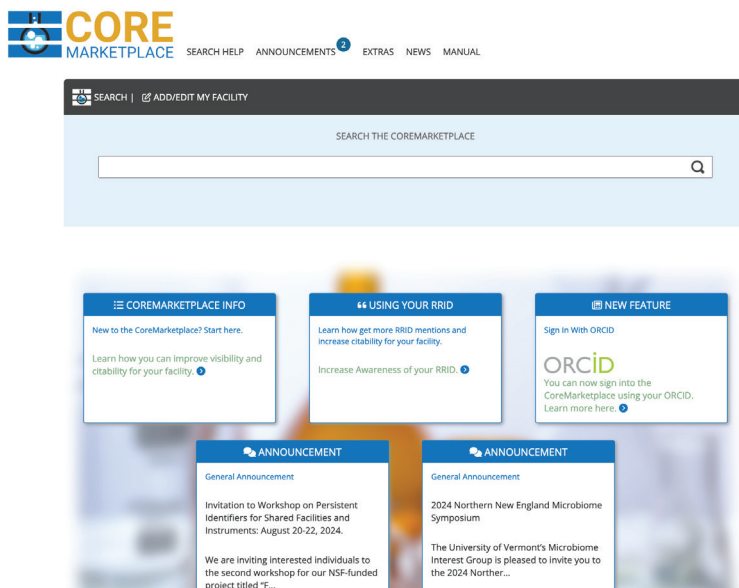 CORE
MARKETPLACE
SEARCH HELP ANNOUNCEMENTS 2 EXTRAS NEWS MANUAL
SEARCH | ADD/EDIT MY FACILITY
SEARCH THE COREMARKETPLACE
COREMARKETPLACE INFO
New to the CoreMarketplace? Start here.
Learn how you can improve visibility and
citability for your facility.
USING YOUR RRID
Learn how get more RRID mentions and
increase citability for your facility.
Increase Awareness of your RRID.
NEW FEATURE
Sign In With ORCID
ORCID
You can now sign into the
CoreMarketplace using your ORCID.
Learn more here.
ANNOUNCEMENT
General Announcement
Invitation to Workshop on Persistent
Identifiers for Shared Facilities and
Instruments: August 20-22, 2024.
We are inviting interested individuals to
the second workshop for our NSF-funded
project titled "F...
ANNOUNCEMENT
General Announcement
2024 Northern New England Microbiome
Symposium
The University of Vermont's Microbiome
Interest Group is pleased to invite you to
the 2024 Norther...